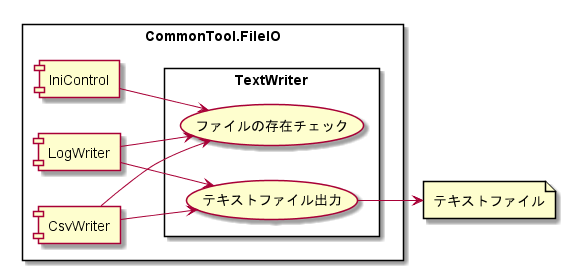 CommonTool.FileIO
TextWriter
IniControl
ファイルの存在チェック
LogWriter
テキストファイル出力
テキストファイル
CsvWriter